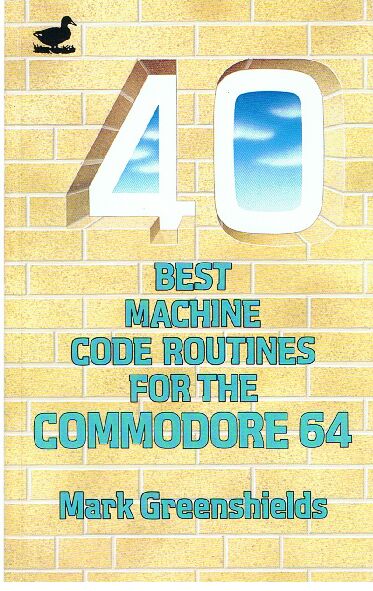 40
BEST
MACHINE
CODE ROUTINES
FOR THE
COMMODORE 64
Mark Greenshields